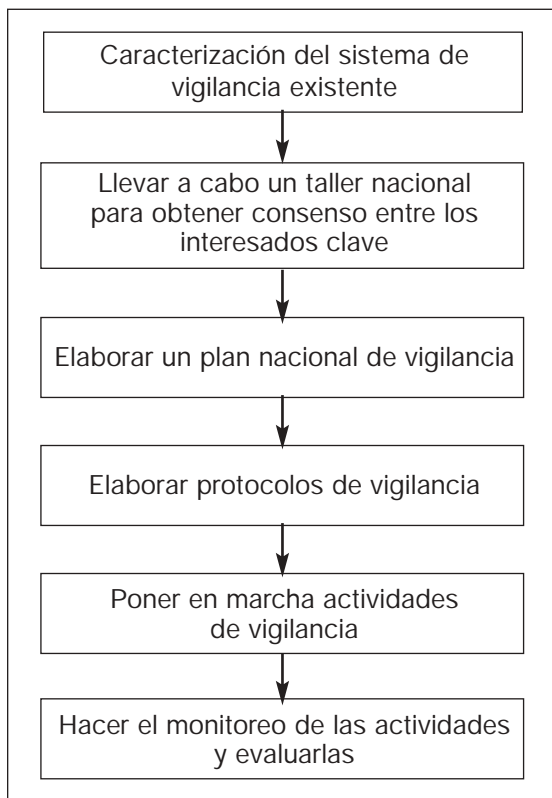 Caracterización del sistema de
vigilancia existente
Llevar a cabo un taller nacional
para obtener consenso entre los
interesados clave
Elaborar un plan nacional de vigilancia
Elaborar protocolos de vigilancia
Poner en marcha actividades
de vigilancia
Hacer el monitoreo de las actividades
y evaluarlas